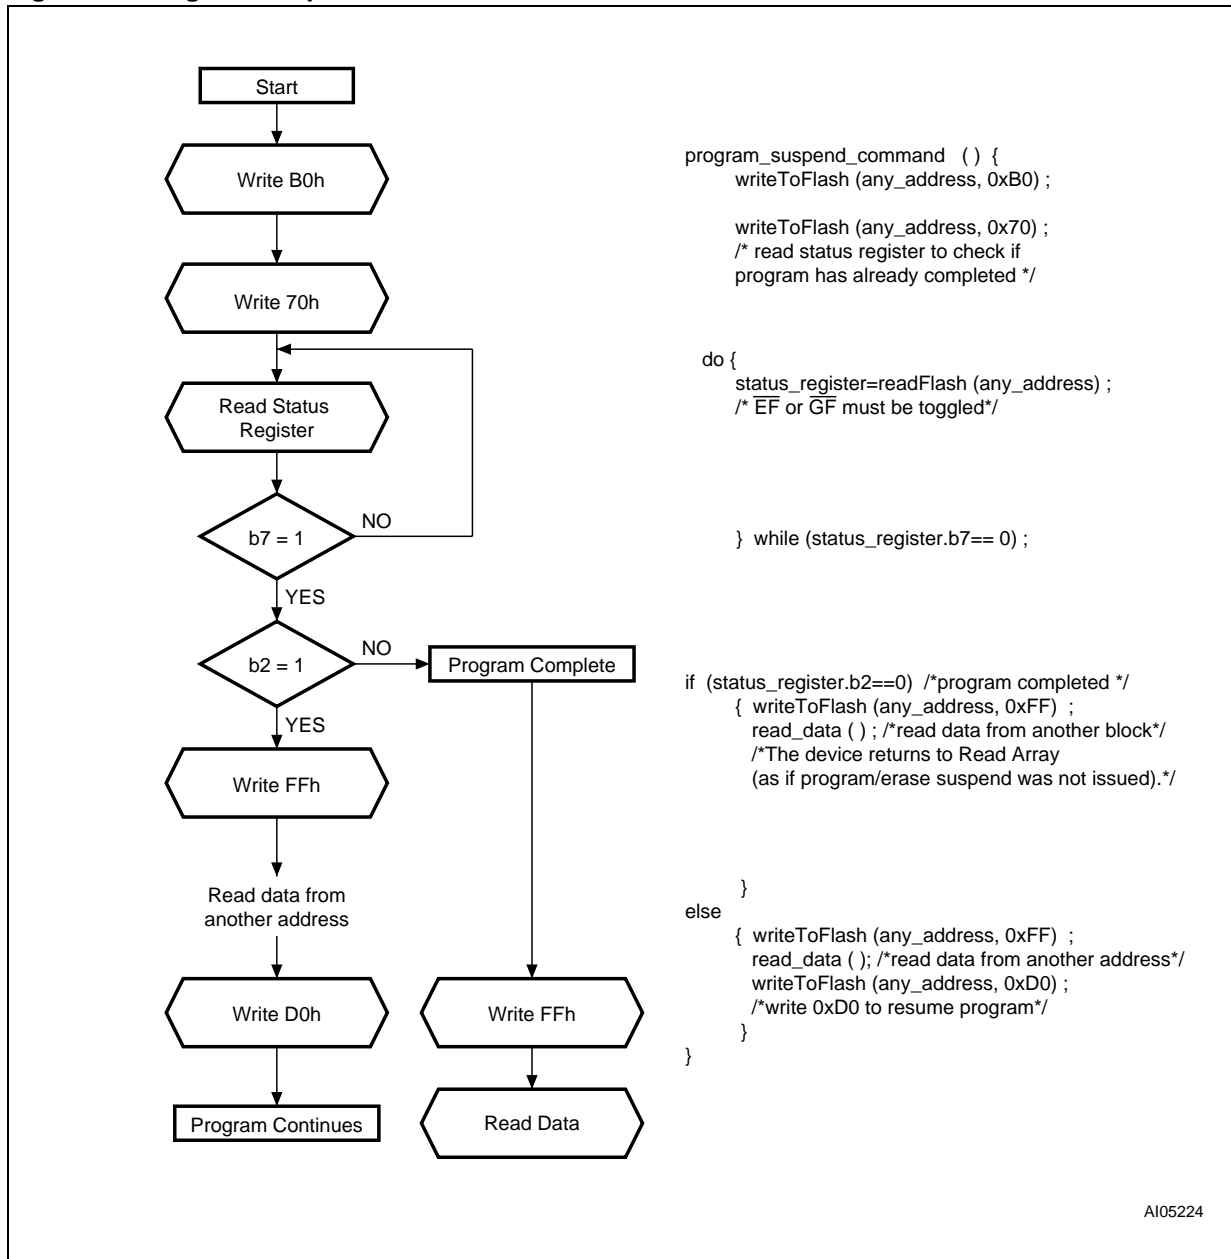 Start
Write B0h
Write 70h
Read Status
Register
b7 = 1
NO
YES
b2 = 1
NO
Program Complete
YES
Write FFh
Read data from
another address
Write D0h
Write FFh
Program Continues
Read Data
program_suspend_command ( ) {
writeToFlash (any_address, 0xB0) ;
writeToFlash (any_address, 0x70) ;
/* read status register to check if
program has already completed */
do {
status_register=readFlash (any_address) ;
/* E̅F̅ or G̅F̅ must be toggled*/
} while (status_register.b7== 0) ;
if (status_register.b2==0) /*program completed */
{ writeToFlash (any_address, 0xFF) ;
read_data ( ) ; /*read data from another block*/
/*The device returns to Read Array
(as if program/erase suspend was not issued).*/
}
else
{ writeToFlash (any_address, 0xFF) ;
read_data ( ); /*read data from another address*/
writeToFlash (any_address, 0xD0) ;
/*write 0xD0 to resume program*/
}
}
AI05224